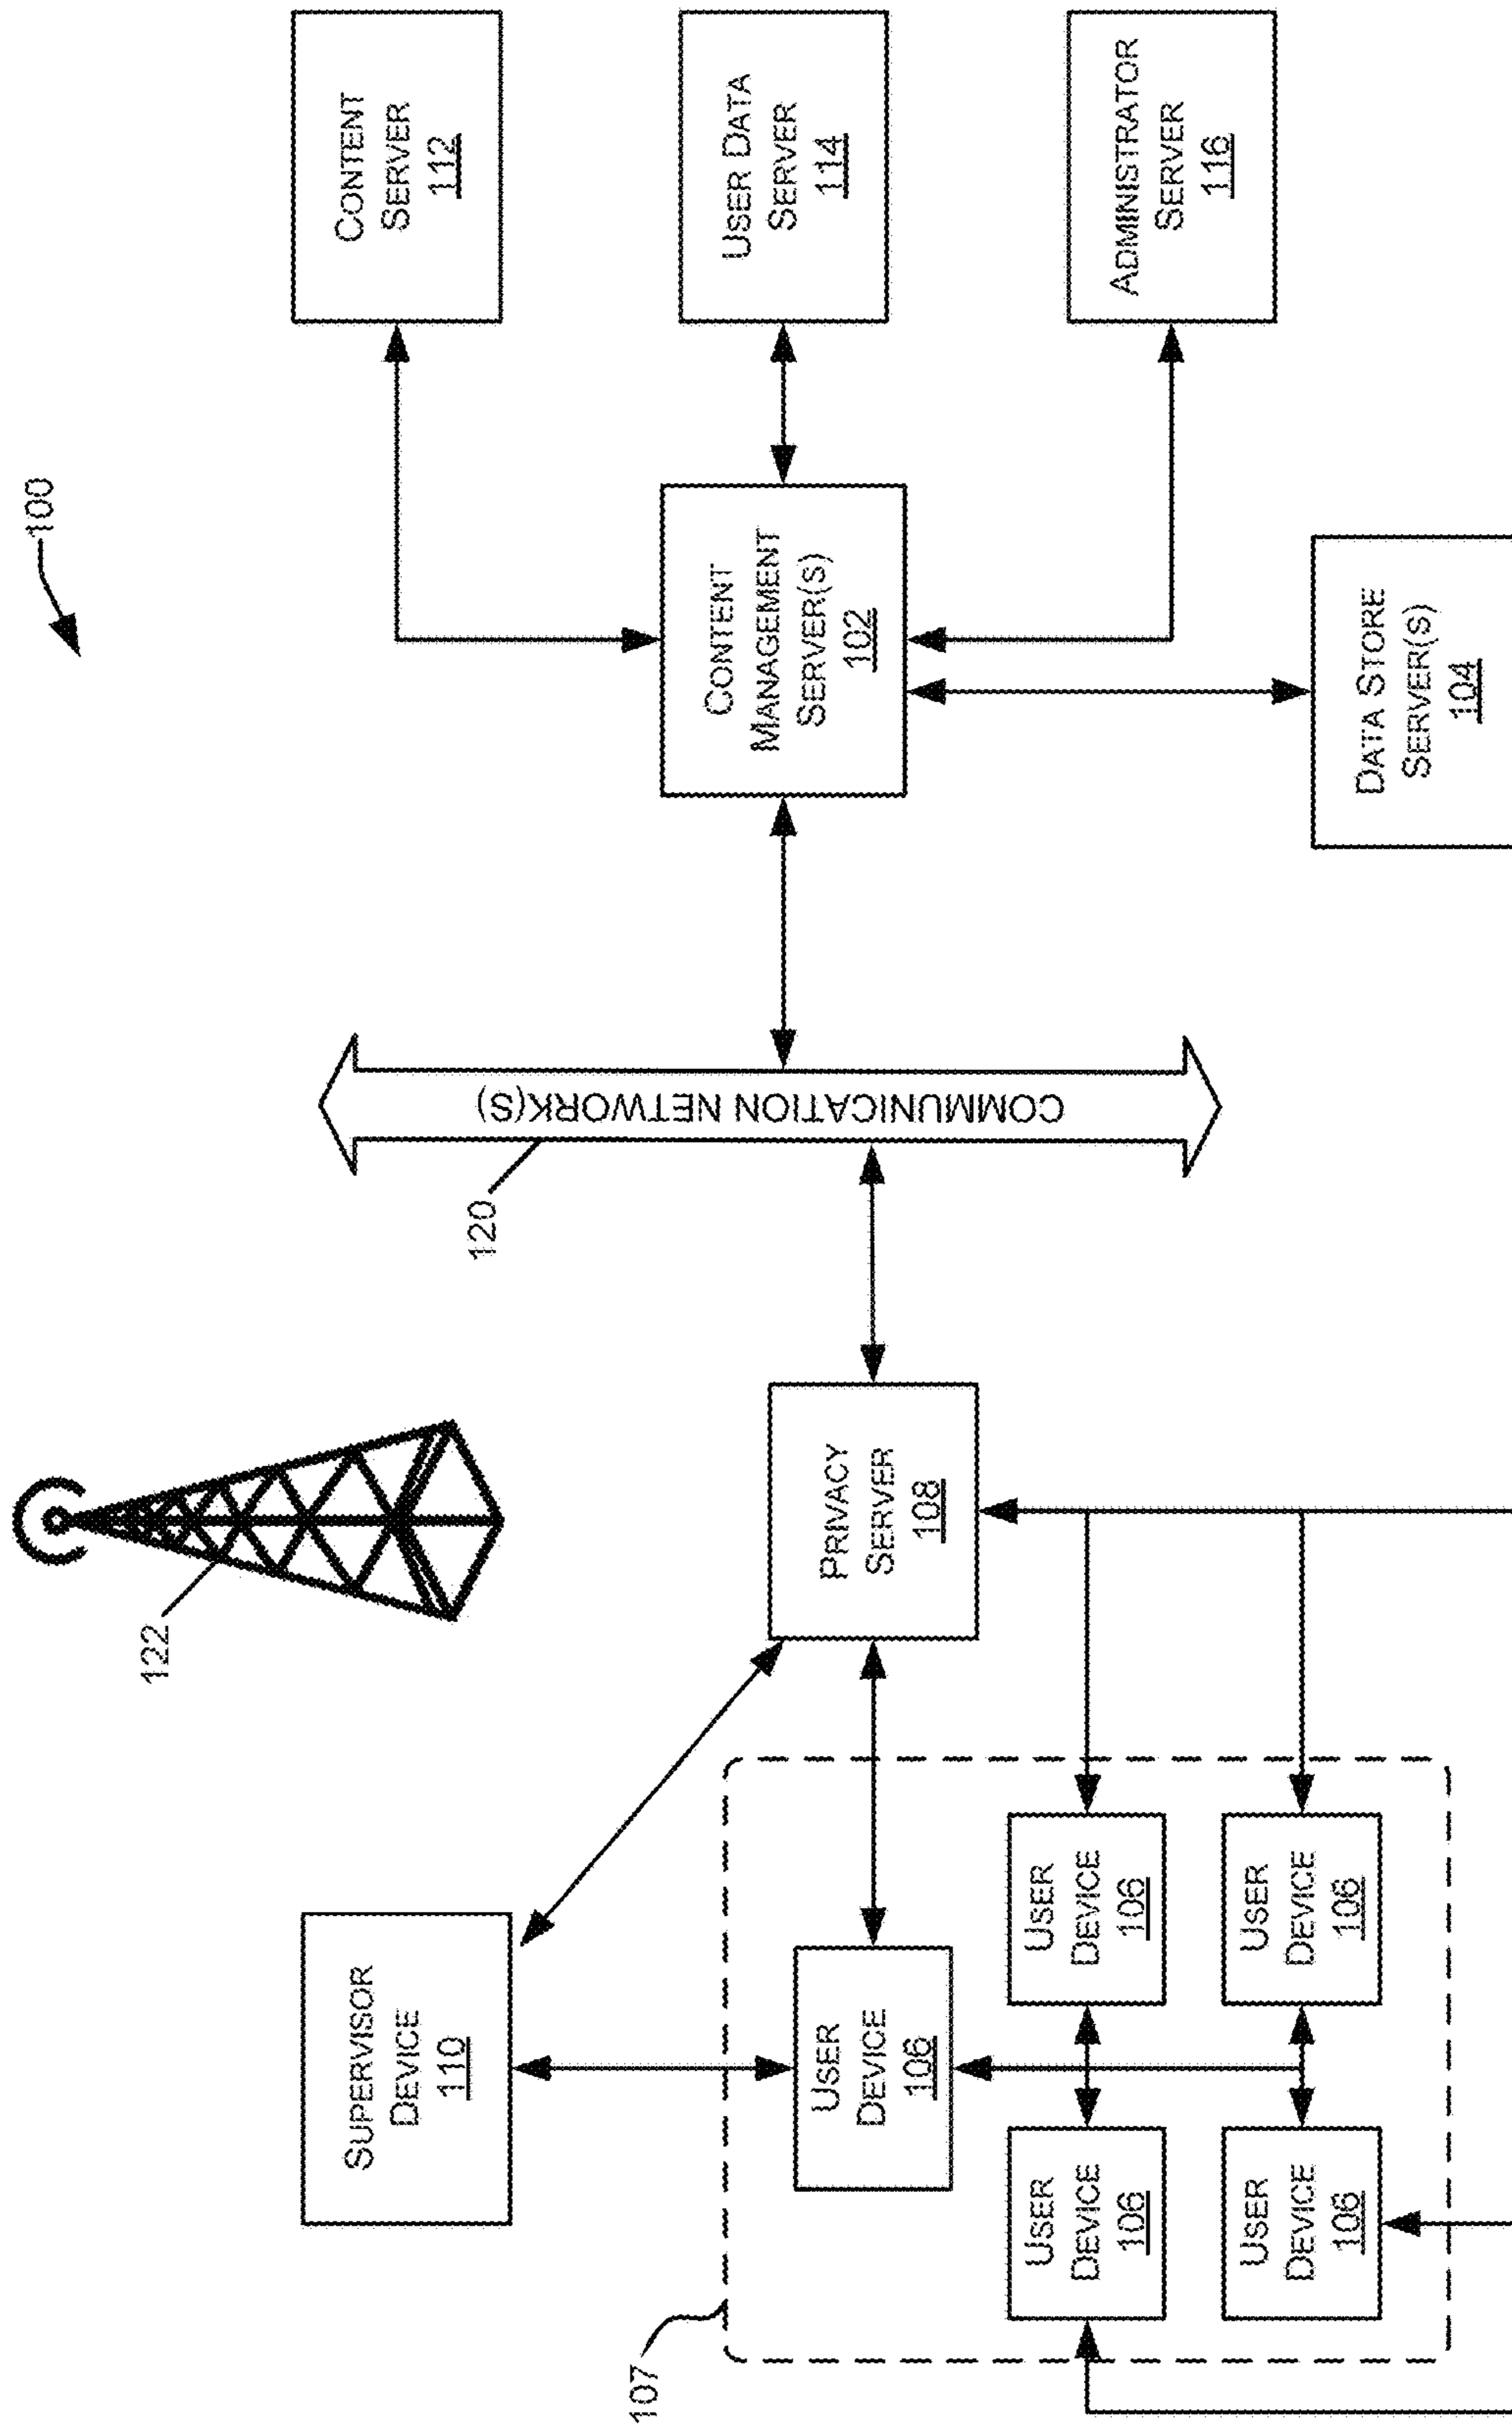 100
122
120
107
SUPERVISOR
DEVICE
110
USER
DEVICE
106
USER
DEVICE
106
USER
DEVICE
106
USER
DEVICE
106
USER
DEVICE
106
PRIVACY
SERVER
108
COMMUNICATION NETWORK(S)
CONTENT
MANAGEMENT
SERVER(S)
102
DATA STORE
SERVER(S)
104
CONTENT
SERVER
112
USER DATA
SERVER
114
ADMINISTRATOR
SERVER
116